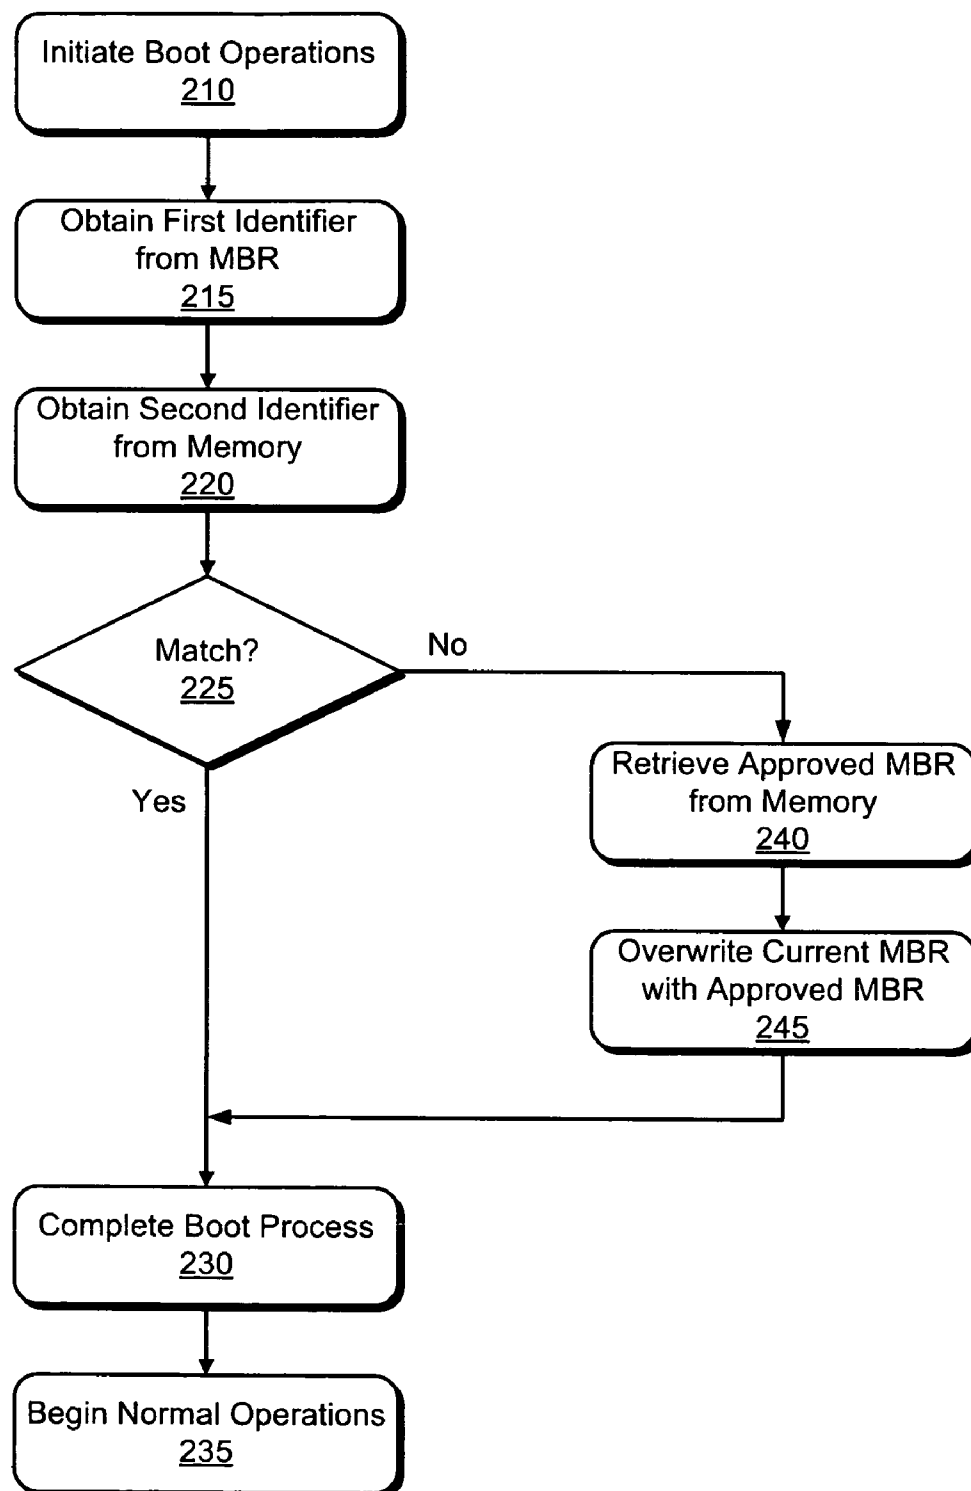 Initiate Boot Operations
210
Obtain First Identifier
from MBR
215
Obtain Second Identifier
from Memory
220
Match?
225
No
Yes
Retrieve Approved MBR
from Memory
240
Overwrite Current MBR
with Approved MBR
245
Complete Boot Process
230
Begin Normal Operations
235